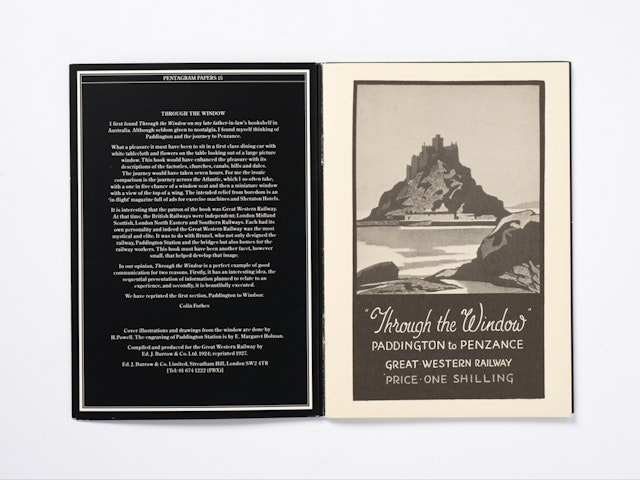 PENTAGRAM PAPERS 15
THROUGH THE WINDOW
I first found Through the Window on my late father-in-law's bookshelf in
Australia. Although seldom given to nostalgia, I found myself thinking of
Paddington and the journey to Penzance.
What a pleasure it must have been to sit in a first class dining car with
white tablecloth and flowers on the table looking out of a large picture
window. This book would have enhanced the pleasure with its
descriptions of the factories, churches, canals, hills and dales.
The journey would have taken seven hours. For me the ironic
comparison is the journey across the Atlantic, which I so often take,
with a one in five chance of a window seat and then a miniature window
with a view of the top of a wing. The intended relief from boredom is an
'in-flight' magazine full of ads for exercise machines and Sheraton Hotels.
It is interesting that the patron of the book was Great Western Railway.
At that time, the British Railways were independent; London Midland
Scottish, London North Eastern and Southern Railways. Each had its
own personality and indeed the Great Western Railway was the most
mystical and elite. It was to do with Brunel, who not only designed the
railway, Paddington Station and the bridges but also homes for the
railway workers. This book must have been another facet, however
small, that helped develop that image.
In our opinion, Through the Window is a perfect example of good
communication for two reasons. Firstly, it has an interesting idea, the
sequential presentation of information planned to relate to an
experience, and secondly, it is beautifully executed.
We have reprinted the first section, Paddington to Windsor.
Colin Forbes
Cover illustrations and drawings from the window are done by
H.Powell. The engraving of Paddington Station is by E. Margaret Holman.
Compiled and produced for the Great Western Railway by
Ed. J. Burrow & Co. Ltd. 1924; reprinted 1927.
Ed. J. Burrow & Co. Limited, Streatham Hill, London SW2 4TR
[Tel: 01 674 1222 (PBX)]
"Through the Window"
PADDINGTON to PENZANCE
GREAT WESTERN RAILWAY
PRICE · ONE SHILLING